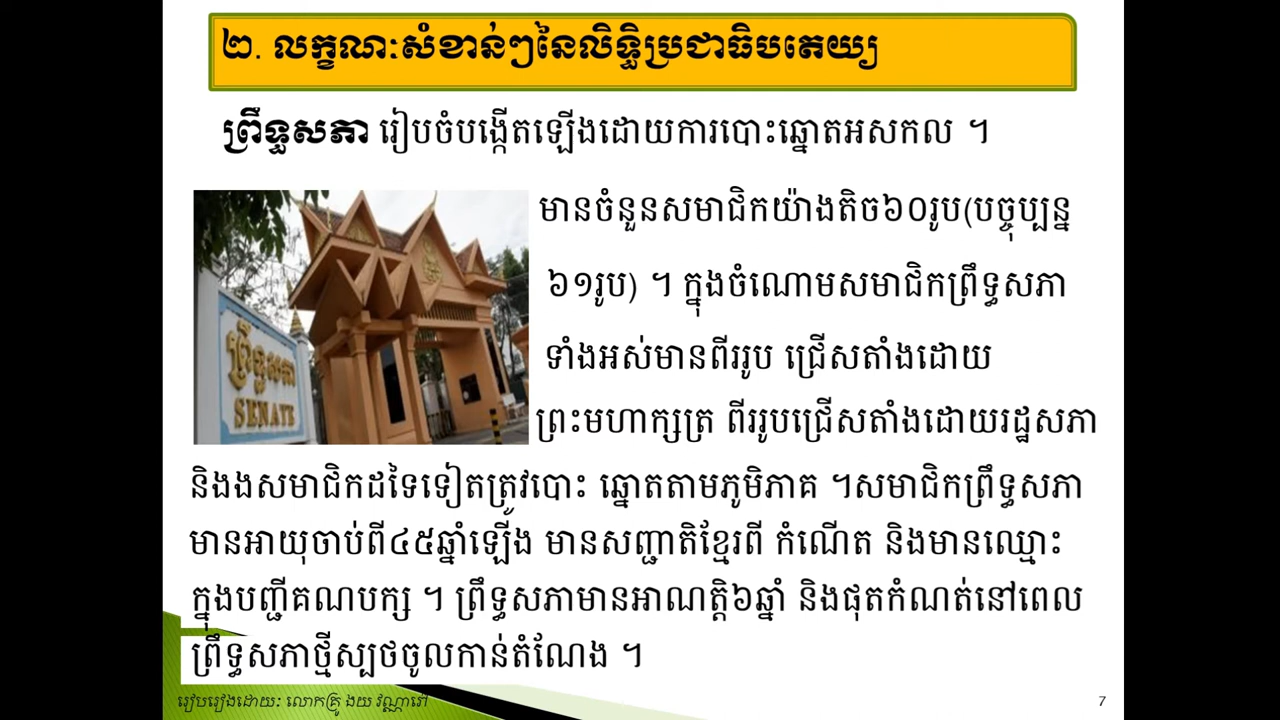 ២. លក្ខណៈសំខាន់ៗនៃលិទ្ធិប្រជាធិបតេយ្យ
ព្រឹទ្ធសភា រៀបចំបង្កើតឡើងដោយការបោះឆ្នោតអសកល ។
មានចំនួនសមាជិកយ៉ាងតិច៦០រូប(បច្ចុប្បន្ន
៦១រូប) ។ ក្នុងចំណោមសមាជិកព្រឹទ្ធសភា
ទាំងអស់មានពីររូប ជ្រើសតាំងដោយ
ព្រះមហាក្សត្រ ពីររូបជ្រើសតាំងដោយរដ្ឋសភា
ព្រឹទ្ធសភា
SENATE
និងងសមាជិកដទៃទៀតត្រូវបោះ ឆ្នោតតាមភូមិភាគ ។សមាជិកព្រឹទ្ធសភា
មានអាយុចាប់ពី៤៥ឆ្នាំឡើង មានសញ្ជាតិខ្មែរពី កំណើត និងមានឈ្មោះ
ក្នុងបញ្ជីគណបក្ស ។ ព្រឹទ្ធសភាមានអាណត្តិ៦ឆ្នាំ និងផុតកំណត់នៅពេល
ព្រឹទ្ធសភាថ្មីស្បថចូលកាន់តំណែង ។
រៀបរៀងដោយៈ លោកគ្រូ ងយ វណ្ណារើ
7